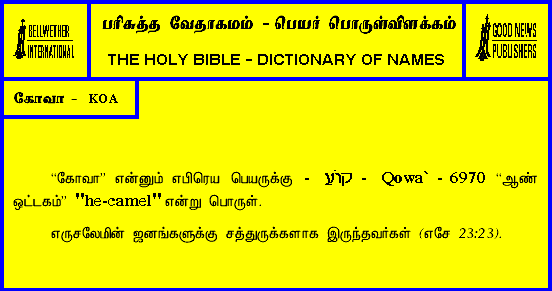 BELLWETHER
INTERNATIONAL
பரிசுத்த வேதாகமம் - பெயர் பொருள்விளக்கம்
THE HOLY BIBLE - DICTIONARY OF NAMES
GOOD NEWS
PUBLISHERS
கோவா - KOA
“கோவா” என்னும் எபிரெய பெயருக்கு - קוֹעַ - Qowa` - 6970 “ஆண்
ஒட்டகம்” "he-camel" என்று பொருள்.
எருசலேமின் ஜனங்களுக்கு சத்துருக்களாக இருந்தவர்கள் (எசே 23:23).